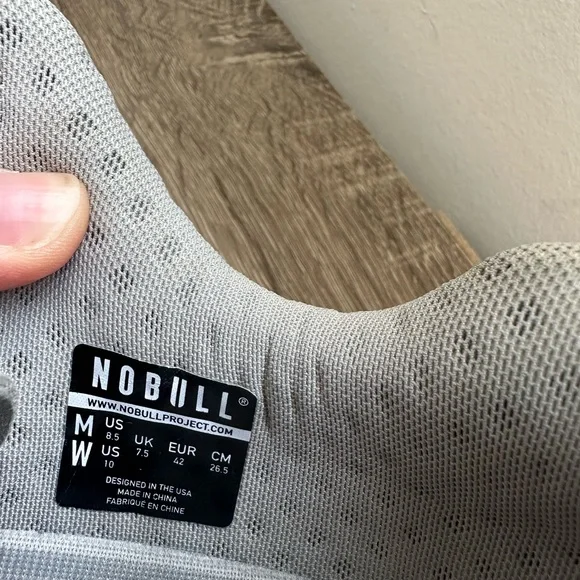 NOBULL®
WWW.NOBULLPROJECT.COM
M US 8.5 UK 7.5 EUR 42 CM 26.5
W US 10
DESIGNED IN THE USA
MADE IN CHINA
FABRIQUÉ EN CHINE